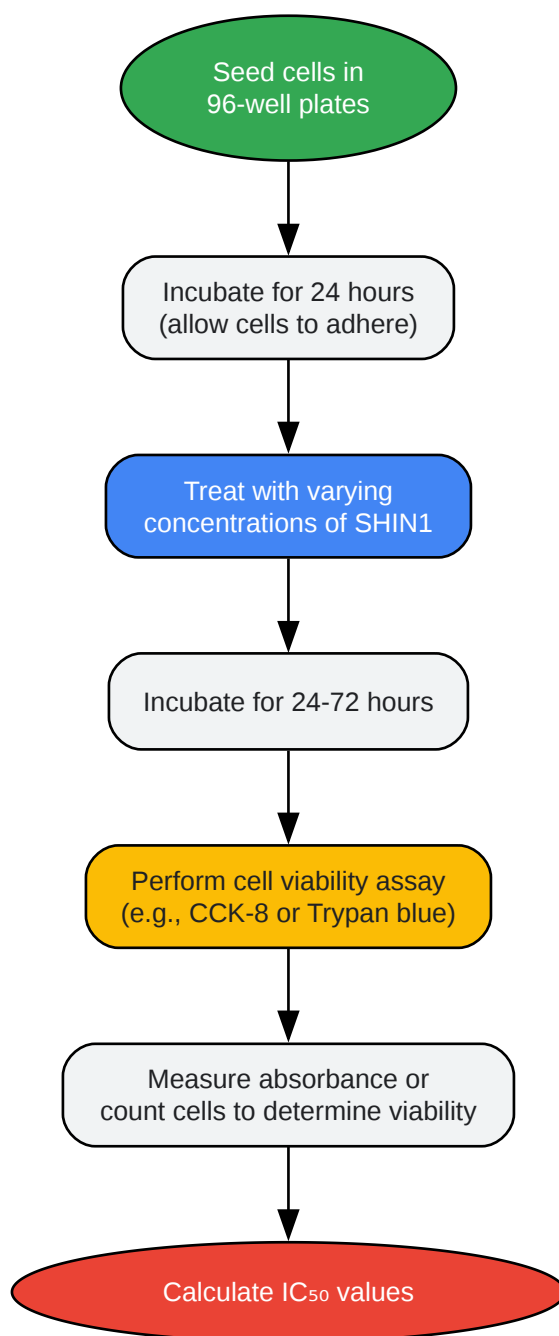 Seed cells in
96-well plates
Incubate for 24 hours
(allow cells to adhere)
Treat with varying
concentrations of SHIN1
Incubate for 24-72 hours
Perform cell viability assay
(e.g., CCK-8 or Trypan blue)
Measure absorbance or
count cells to determine viability
Calculate IC₅₀ values